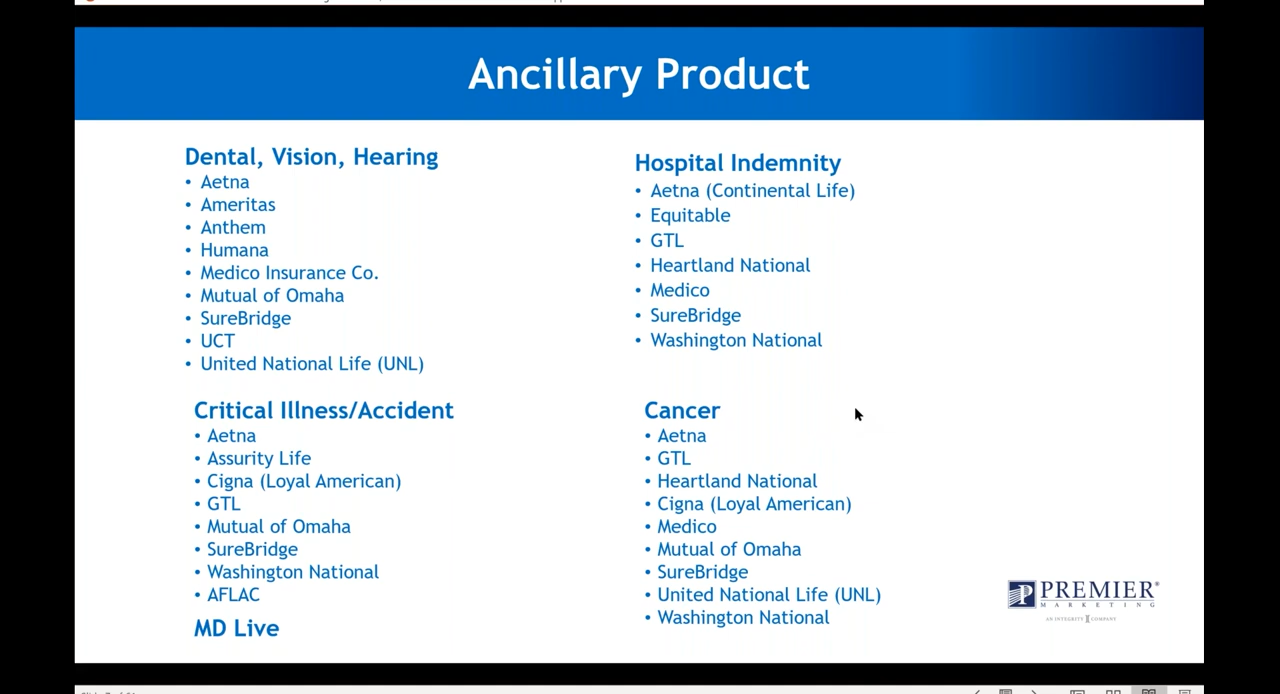 Ancillary Product
Dental, Vision, Hearing
• Aetna
• Ameritas
• Anthem
• Humana
• Medico Insurance Co.
• Mutual of Omaha
• SureBridge
• UCT
• United National Life (UNL)
Hospital Indemnity
• Aetna (Continental Life)
• Equitable
• GTL
• Heartland National
• Medico
• SureBridge
• Washington National
Critical Illness/Accident
• Aetna
• Assurity Life
• Cigna (Loyal American)
• GTL
• Mutual of Omaha
• SureBridge
• Washington National
• AFLAC
MD Live
Cancer
• Aetna
• GTL
• Heartland National
• Cigna (Loyal American)
• Medico
• Mutual of Omaha
• SureBridge
• United National Life (UNL)
• Washington National
PREMIER®
MARKETING
AN INTEGRITY COMPANY